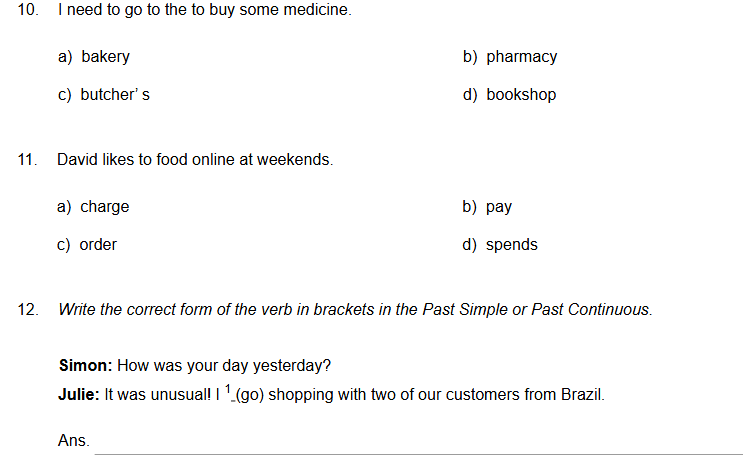 10. I need to go to the to buy some medicine.
a) bakery b) pharmacy
c) butcher's d) bookshop
11. David likes to food online at weekends.
a) charge b) pay
c) order d) spends
12. Write the correct form of the verb in brackets in the Past Simple or Past Continuous.
Simon: How was your day yesterday?
Julie: It was unusual! I 1_(go) shopping with two of our customers from Brazil.
Ans.